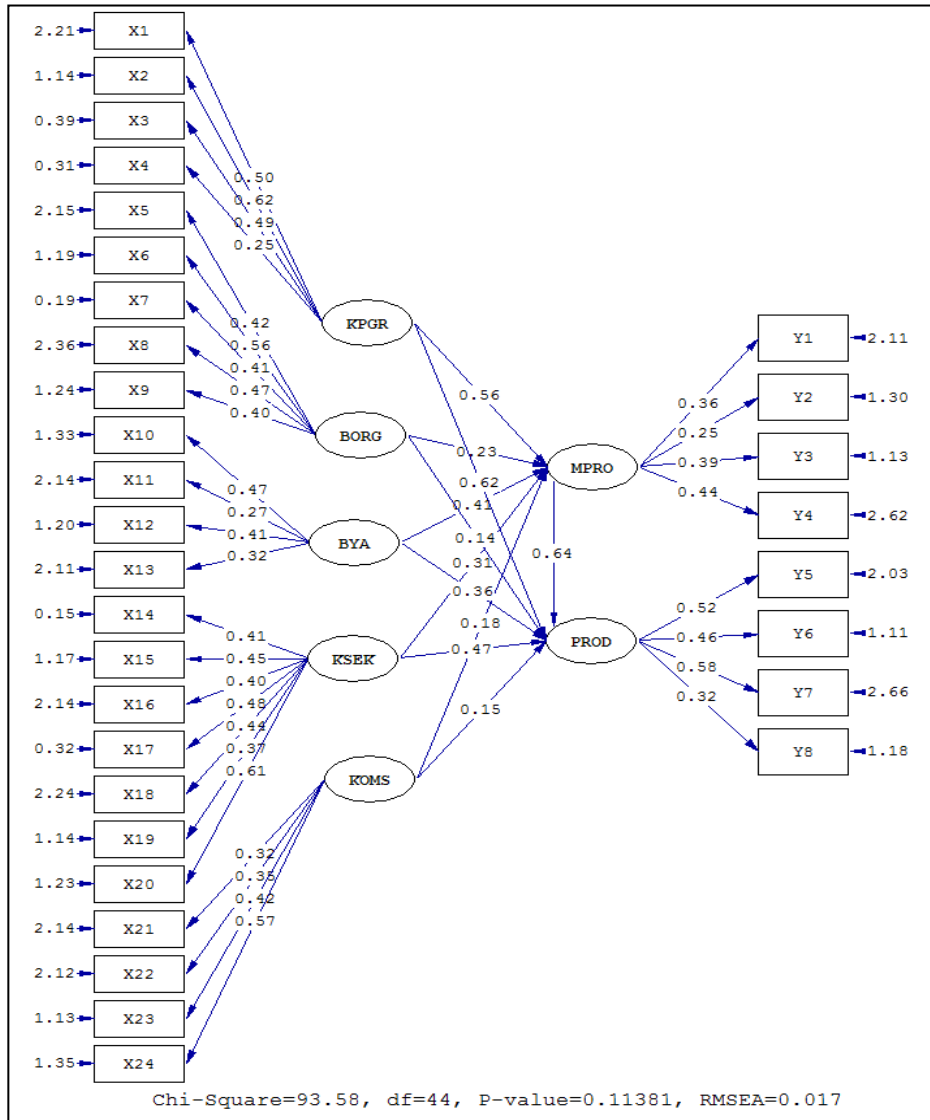 2.21 X1
1.14 X2
0.39 X3
0.31 X4
0.50
0.62
0.49
0.25
2.15 X5
1.19 X6
0.19 X7
2.36 X8
1.24 X9
0.42
0.56
0.41
0.47
0.40
1.33 X10
2.14 X11
1.20 X12
2.11 X13
0.47
0.27
0.41
0.32
0.15 X14
1.17 X15
2.14 X16
0.32 X17
2.24 X18
1.14 X19
1.23 X20
0.41
0.45
0.40
0.48
0.44
0.37
0.61
2.14 X21
2.12 X22
1.13 X23
1.35 X24
0.32
0.35
0.42
0.57
KPGR
BORG
BYA
KSEK
KOMS
0.56
0.23
0.62
0.41
0.14
0.31
0.36
0.18
0.47
0.15
0.64
MPRO
PROD
0.36
0.25
0.39
0.44
Y1 2.11
Y2 1.30
Y3 1.13
Y4 2.62
0.52
0.46
0.58
0.32
Y5 2.03
Y6 1.11
Y7 2.66
Y8 1.18
Chi-Square=93.58, df=44, P-value=0.11381, RMSEA=0.017